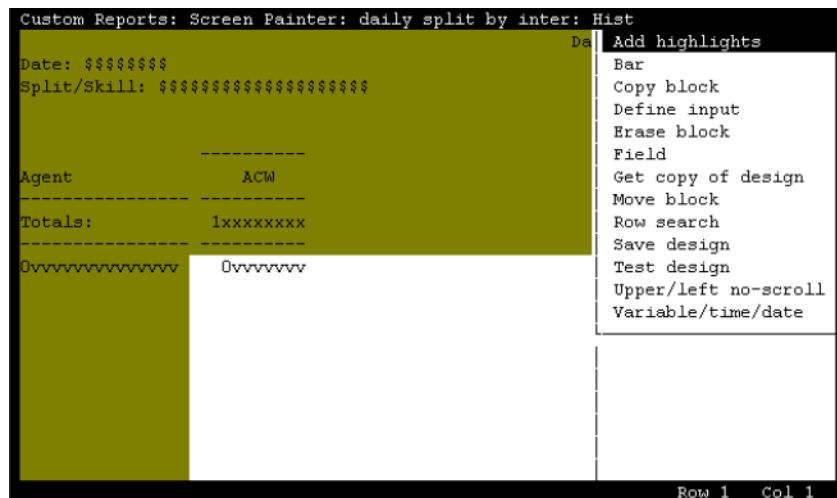 Custom Reports: Screen Painter: daily split by inter: Hist
Da
Date: $$$$$$$$
Split/Skill: $$$$$$$$$$$$$$$$$$$$
----------
Agent ACW
---------------- ----------
Totals: 1xxxxxxxx
---------------- ----------
0vvvvvvvvvvvvvvv 0vvvvvvv
Add highlights
Bar
Copy block
Define input
Erase block
Field
Get copy of design
Move block
Row search
Save design
Test design
Upper/left no-scroll
Variable/time/date
Row 1 Col 1